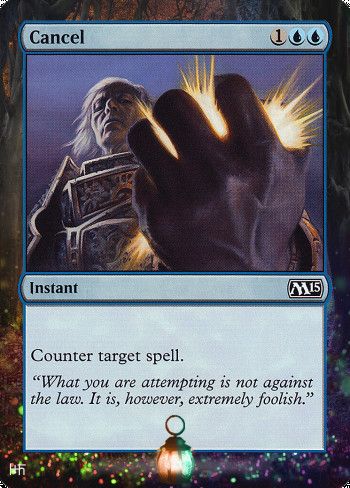 Cancel 1
Instant M15
Counter target spell.
“What you are attempting is not against
the law. It is, however, extremely foolish.”